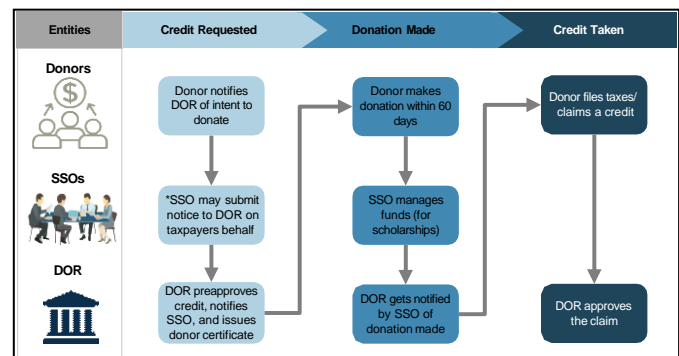 Entities
Credit Requested
Donation Made
Credit Taken
Donors
$
Donor notifies
DOR of intent to
donate
Donor makes
donation within 60
days
Donor files taxes/
claims a credit
SSOs
*SSO may submit
notice to DOR on
taxpayers behalf
SSO manages
funds (for
scholarships)
DOR
DOR preapproves
credit, notifies
SSO, and issues
donor certificate
DOR gets notified
by SSO of
donation made
DOR approves
the claim